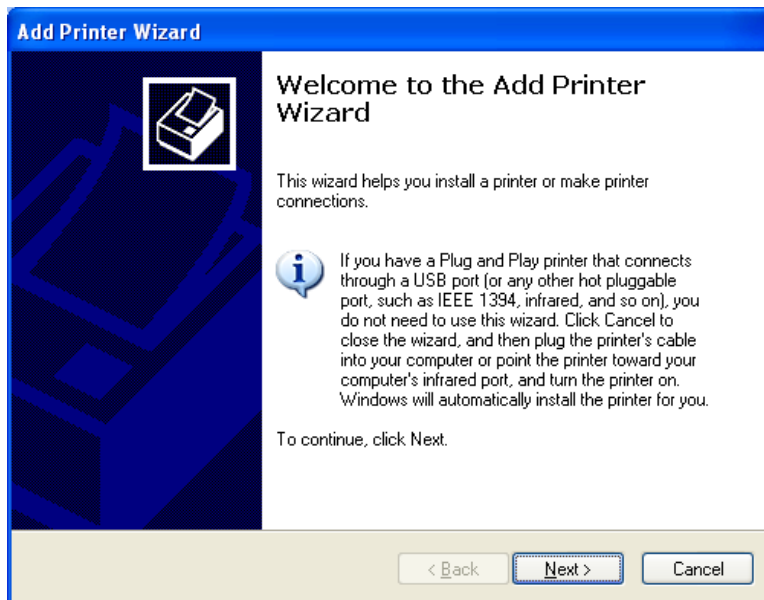 Add Printer Wizard
Welcome to the Add Printer
Wizard
This wizard helps you install a printer or make printer
connections.
If you have a Plug and Play printer that connects
through a USB port (or any other hot pluggable
port, such as IEEE 1394, infrared, and so on), you
do not need to use this wizard. Click Cancel to
close the wizard, and then plug the printer's cable
into your computer or point the printer toward your
computer's infrared port, and turn the printer on.
Windows will automatically install the printer for you.
To continue, click Next.
< Back Next > Cancel